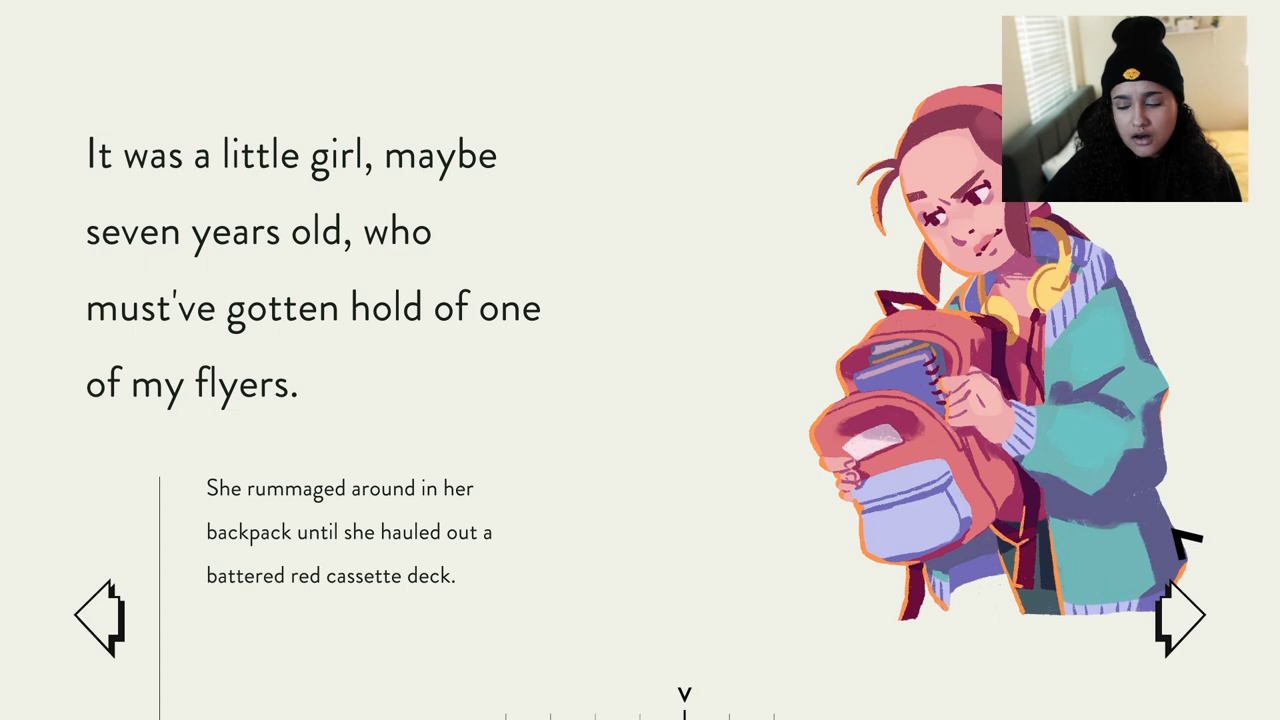 It was a little girl, maybe
seven years old, who
must've gotten hold of one
of my flyers.
She rummaged around in her
backpack until she hauled out a
battered red cassette deck.